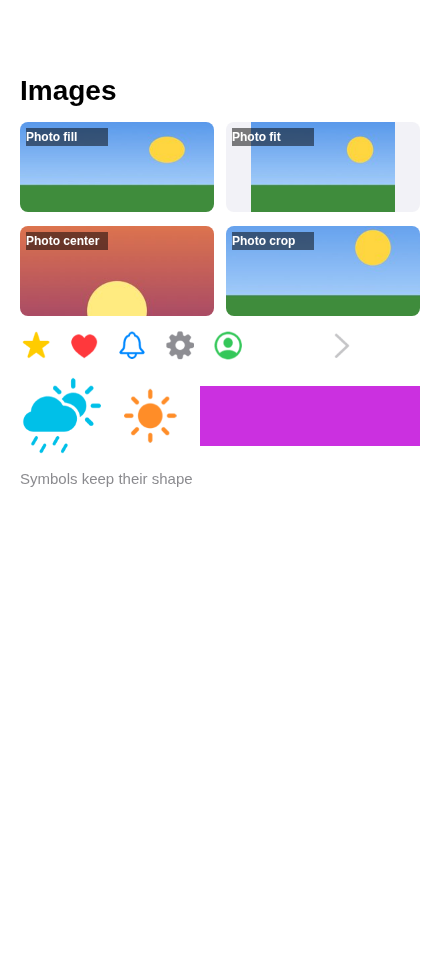 Images
Photo fill
Photo fit
Photo center
Photo crop
Symbols keep their shape